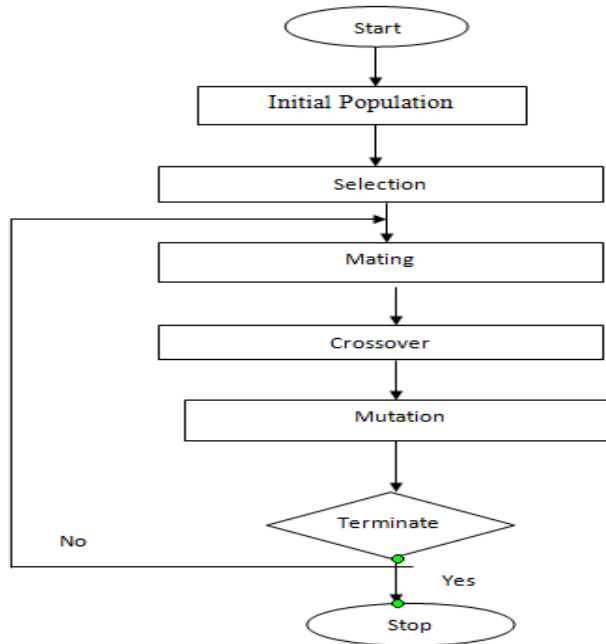 Start
Initial Population
Selection
Mating
Crossover
Mutation
Terminate
No
Yes
Stop